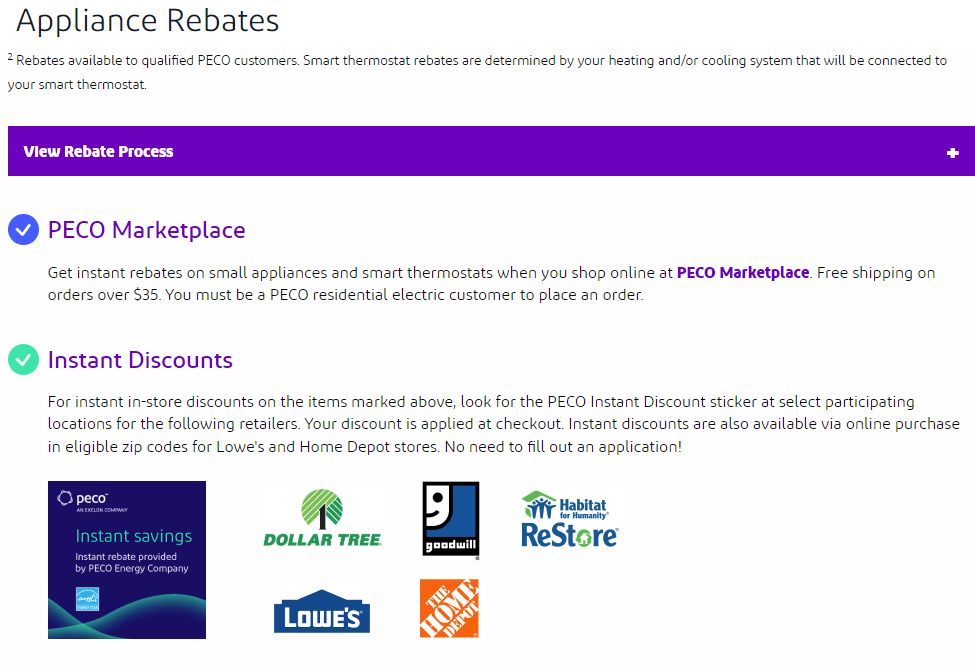 Appliance Rebates
2 Rebates available to qualified PECO customers. Smart thermostat rebates are determined by your heating and/or cooling system that will be connected to
your smart thermostat.
View Rebate Process
+
PECO Marketplace
Get instant rebates on small appliances and smart thermostats when you shop online at PECO Marketplace. Free shipping on
orders over $35. You must be a PECO residential electric customer to place an order.
Instant Discounts
For instant in-store discounts on the items marked above, look for the PECO Instant Discount sticker at select participating
locations for the following retailers. Your discount is applied at checkout. Instant discounts are also available via online purchase
in eligible zip codes for Lowe's and Home Depot stores. No need to fill out an application!
peco™
AN EXELON COMPANY
Instant savings
Instant rebate provided
by PECO Energy Company
ENERGY STAR
DOLLAR TREE
goodwill
®
Habitat
for Humanity®
ReStore®
LOWE'S
THE
HOME
DEPOT